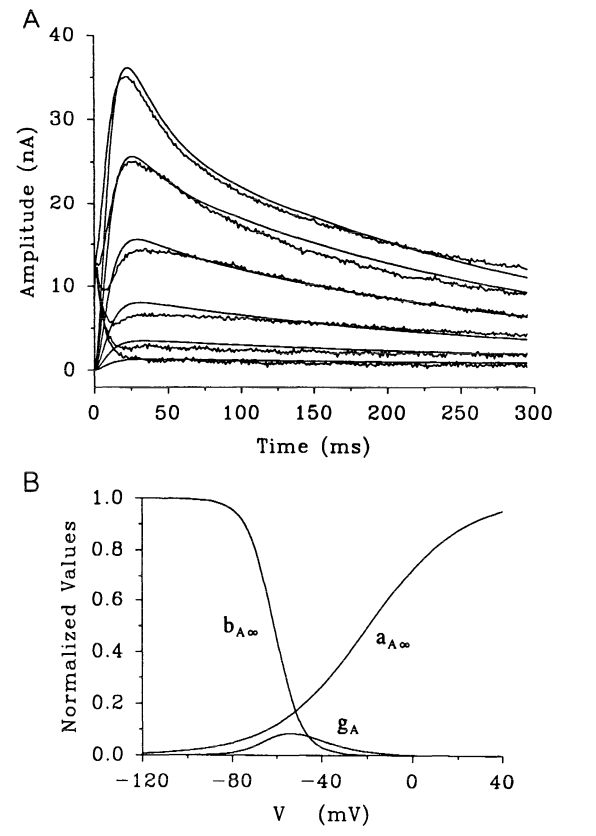 A
Amplitude (nA)
40
30
20
10
0
0 50 100 150 200 250 300
Time (ms)
B
Normalized Values
1.0
0.8
0.6
0.4
0.2
0.0
bA∞
aA∞
gA
−120 −80 −40 0 40
V (mV)